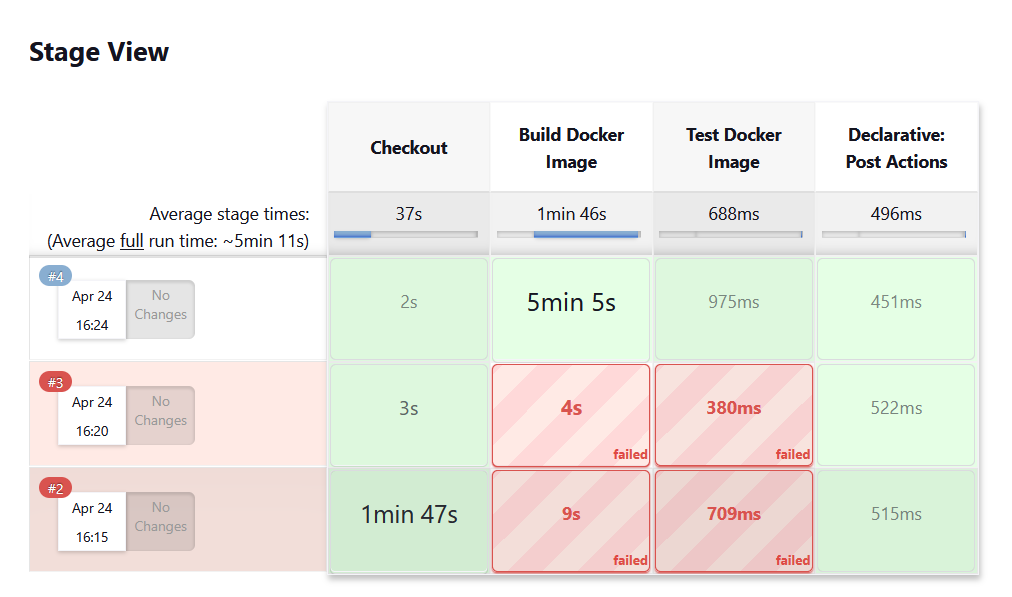 Stage View
Checkout
Build Docker
Image
Test Docker
Image
Declarative:
Post Actions
Average stage times:
(Average full run time: ~5min 11s)
37s
1min 46s
688ms
496ms
#4
Apr 24
16:24
No
Changes
2s
5min 5s
975ms
451ms
#3
Apr 24
16:20
No
Changes
3s
4s
failed
380ms
failed
522ms
#2
Apr 24
16:15
No
Changes
1min 47s
9s
failed
709ms
failed
515ms